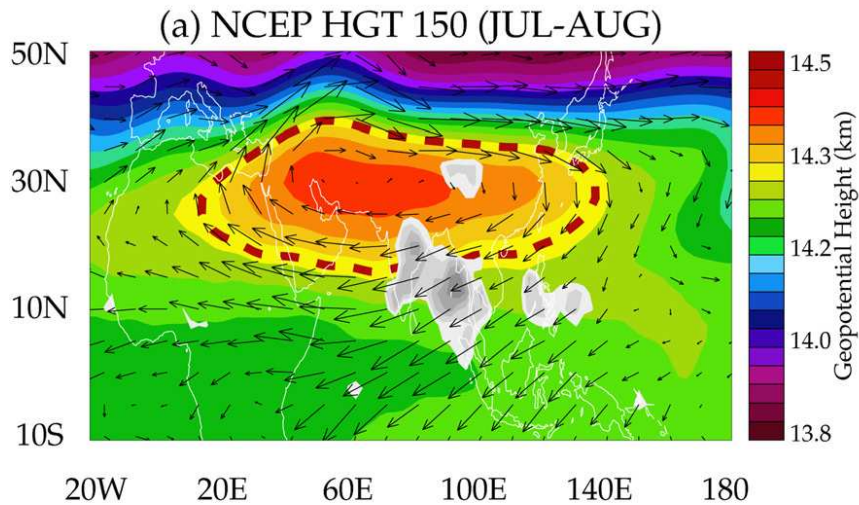 (a) NCEP HGT 150 (JUL-AUG)
50N
30N
10N
10S
20W 20E 60E 100E 140E 180
14.5
14.3
14.2
14.0
13.8
Geopotential Height (km)